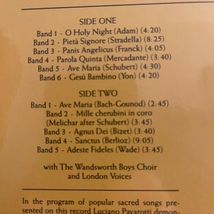 SIDE ONE
Band 1 - O Holy Night (Adam) (4:20)
Band 2 - Pietà Signore (Stradella) (8:25)
Band 3 - Panis Angelicus (Franck) (4:05)
Band 4 - Parola Quinta (Mercadante) (3:40)
Band 5 - Ave Maria (Schubert) (4:30)
Band 6 - Gesù Bambino (Yon) (4:20)
SIDE TWO
Band 1 - Ave Maria (Bach-Gounod) (2:45)
Band 2 - Mille cherubini in coro
(Melichar after Schubert) (3:45)
Band 3 - Agnus Dei (Bizet) (3:40)
Band 4 - Sanctus (Berlioz) (9:05)
Band 5 - Adeste Fideles (Wade) (3:45)
with The Wandsworth Boys Choir
and London Voices
In the program of popular sacred songs pres-
ented on this record Luciano Pavarotti demon-